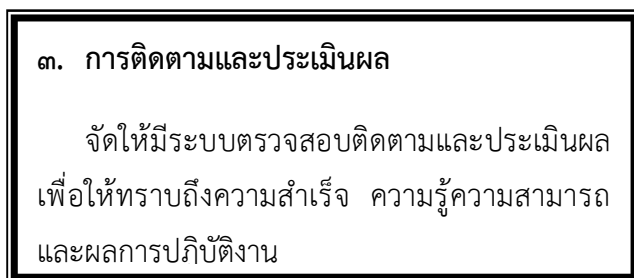 ๓. การติดตามและประเมินผล
จัดให้มีระบบตรวจสอบติดตามและประเมินผล
เพื่อให้ทราบถึงความสำเร็จ ความรู้ความสามารถ
และผลการปฏิบัติงาน